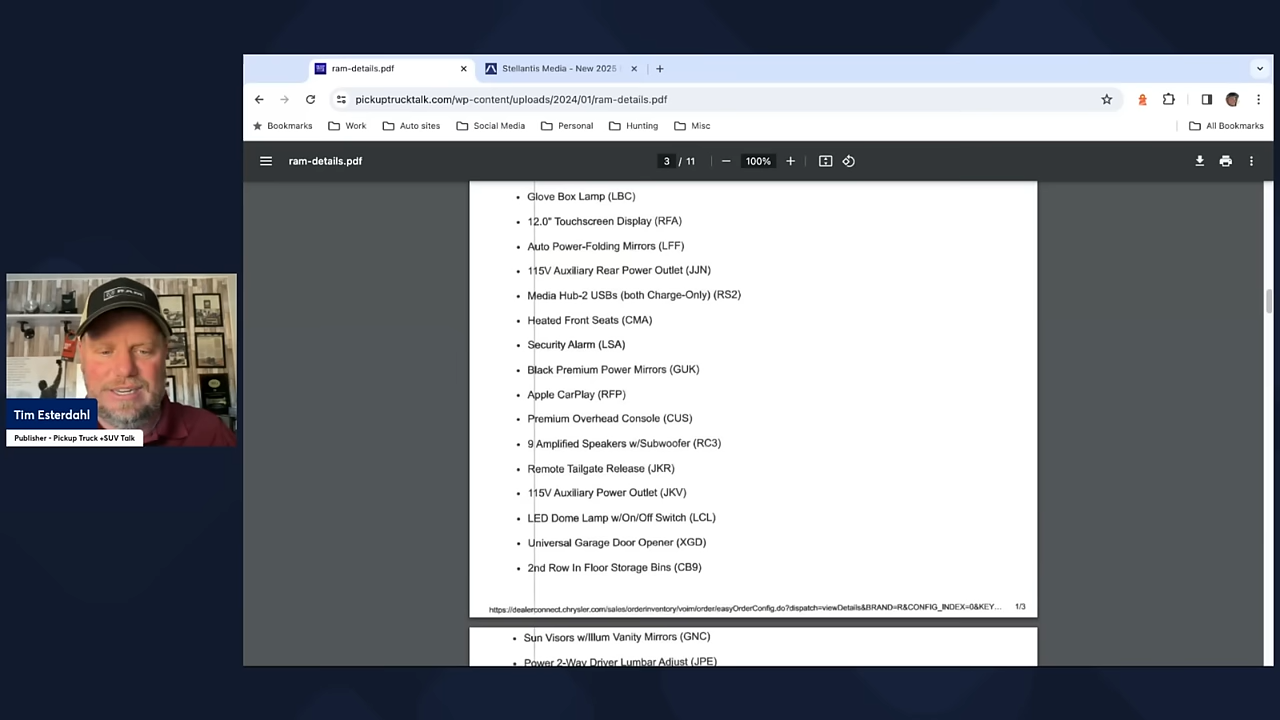 ram-details.pdf
Stellantis Media - New 2025
pickuptrucktalk.com/wp-content/uploads/2024/01/ram-details.pdf
Bookmarks Work Auto sites Social Media Personal Hunting Misc All Bookmarks
ram-details.pdf 3 / 11 100%
• Glove Box Lamp (LBC)
• 12.0" Touchscreen Display (RFA)
• Auto Power-Folding Mirrors (LFF)
• 115V Auxiliary Rear Power Outlet (JJN)
• Media Hub-2 USBs (both Charge-Only) (RS2)
• Heated Front Seats (CMA)
• Security Alarm (LSA)
• Black Premium Power Mirrors (GUK)
• Apple CarPlay (RFP)
• Premium Overhead Console (CUS)
• 9 Amplified Speakers w/Subwoofer (RC3)
• Remote Tailgate Release (JKR)
• 115V Auxiliary Power Outlet (JKV)
• LED Dome Lamp w/On/Off Switch (LCL)
• Universal Garage Door Opener (XGD)
• 2nd Row In Floor Storage Bins (CB9)
https://dealerconnect.chrysler.com/sales/orderinventory/voim/order/easyOrderConfig.do?dispatch=viewDetails&BRAND=R&CONFIG_INDEX=0&KEY... 1/3
• Sun Visors w/Illum Vanity Mirrors (GNC)
• Power 2-Way Driver Lumbar Adjust (JPE)
RAM
Tim Esterdahl
Publisher - Pickup Truck +SUV Talk